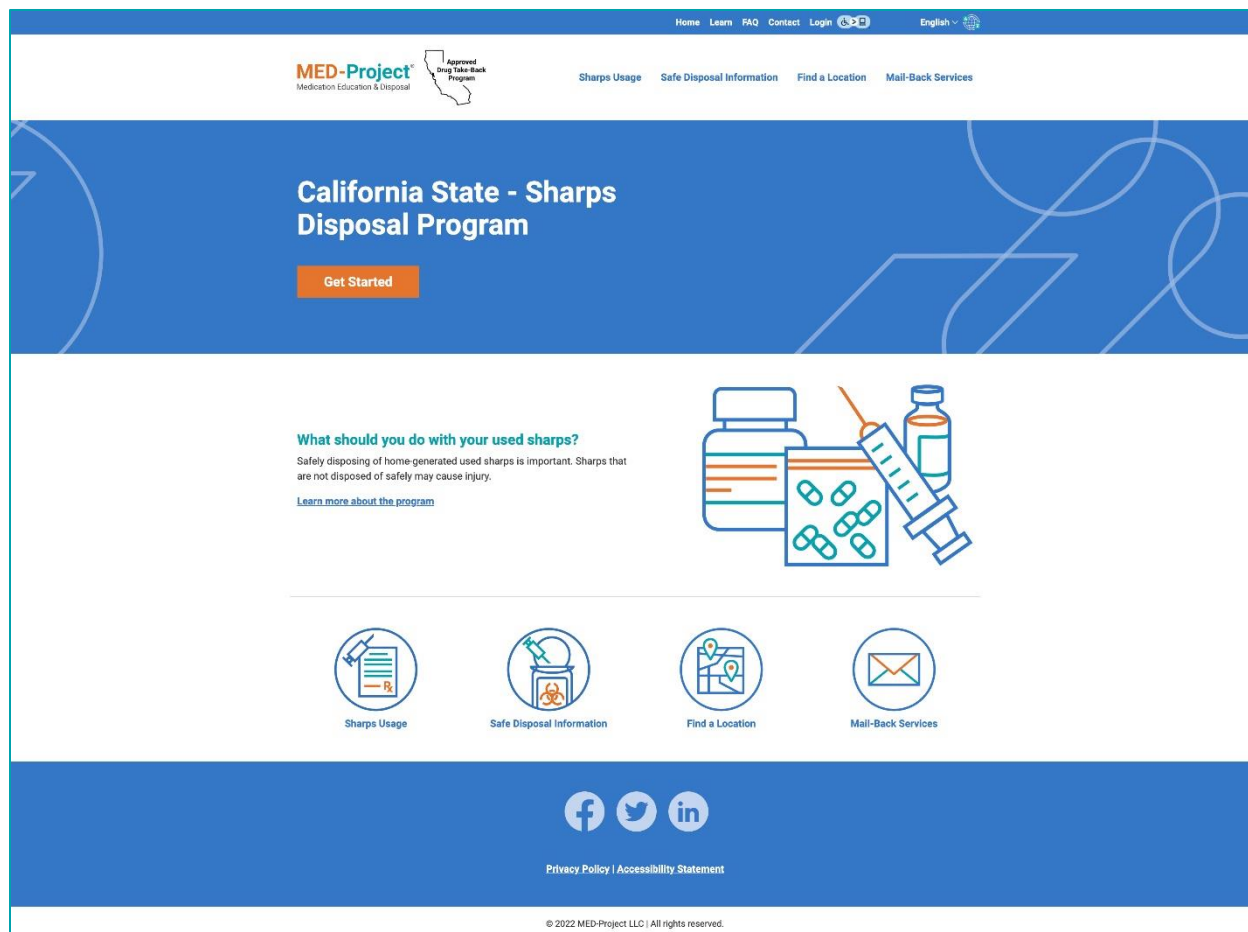 Home Learn FAQ Contact Login English
MED-Project®
Medication Education & Disposal
Approved
Drug Take-Back
Program
Sharps Usage Safe Disposal Information Find a Location Mail-Back Services
California State - Sharps
Disposal Program
Get Started
What should you do with your used sharps?
Safely disposing of home-generated used sharps is important. Sharps that
are not disposed of safely may cause injury.
Learn more about the program
Rx
Sharps Usage Safe Disposal Information Find a Location Mail-Back Services
Privacy Policy | Accessibility Statement
© 2022 MED-Project LLC | All rights reserved.